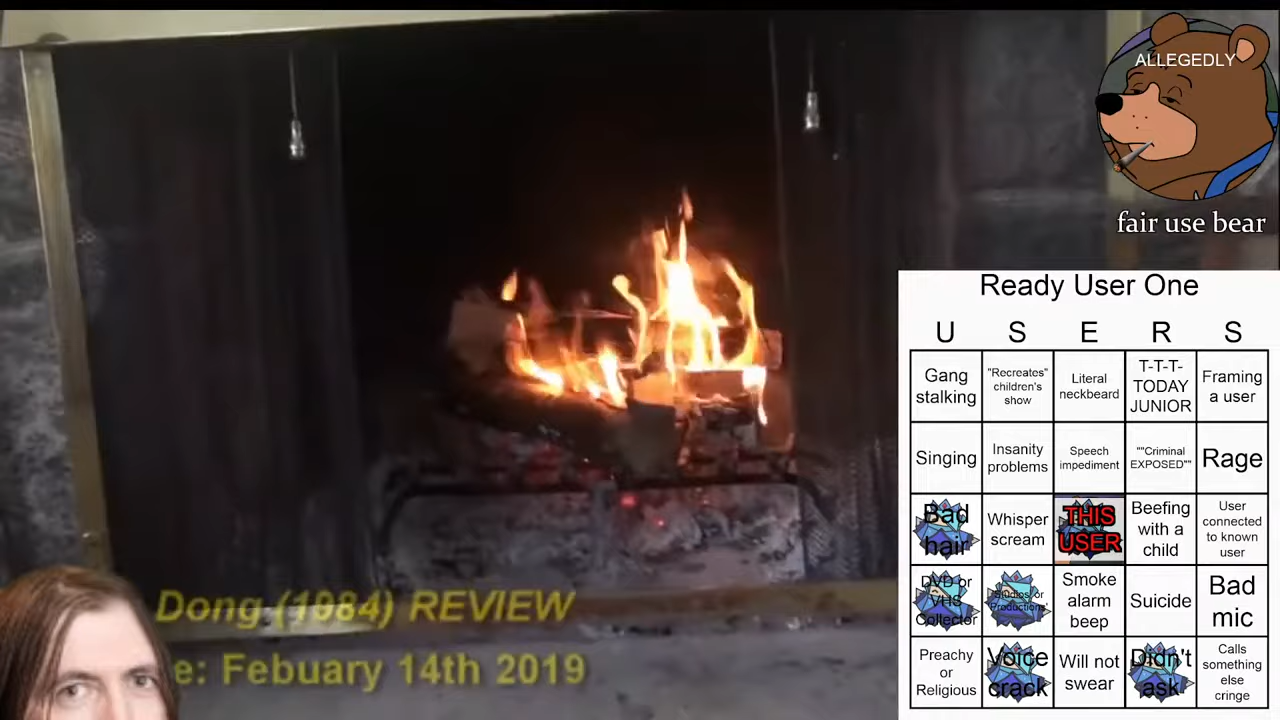 ALLEGEDLY
fair use bear
Ready User One
U S E R S
Gang
stalking
"Recreates"
children's
show
Literal
neckbeard
T-T-T-
TODAY
JUNIOR
Framing
a user
Singing
Insanity
problems
Speech
impediment
""Criminal
EXPOSED""
Rage
Bad
hair
Whisper
scream
THIS
USER
Beefing
with a
child
User
connected
to known
user
DVD or
VHS
Collector
"Studios" or
"Productions"
Smoke
alarm
beep
Suicide
Bad
mic
Preachy
or
Religious
Voice
crack
Will not
swear
Didn't
ask
Calls
something
else
cringe
Dong (1984) REVIEW
e: Febuary 14th 2019